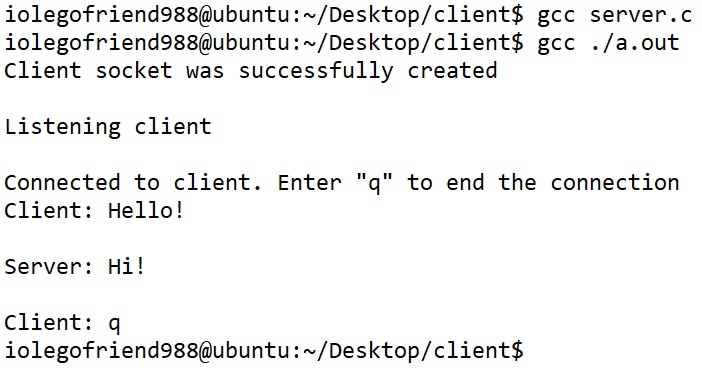 iolegofriend988@ubuntu:~/Desktop/client$ gcc server.c
iolegofriend988@ubuntu:~/Desktop/client$ gcc ./a.out
Client socket was successfully created
Listening client
Connected to client. Enter "q" to end the connection
Client: Hello!
Server: Hi!
Client: q
iolegofriend988@ubuntu:~/Desktop/client$